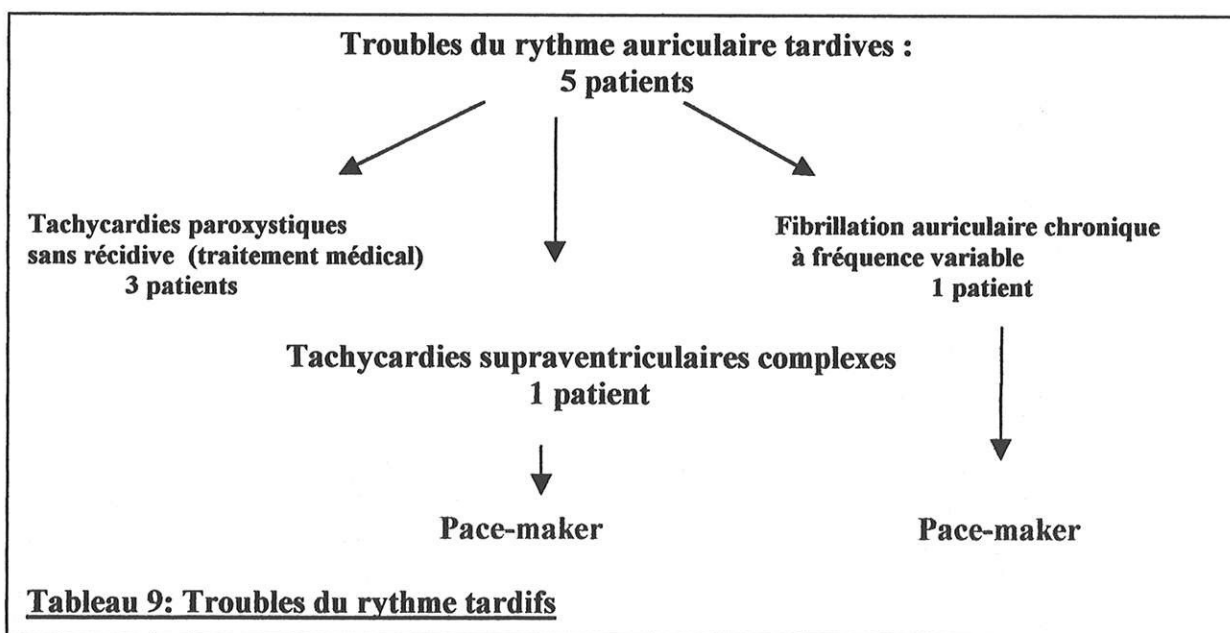 Troubles du rythme auriculaire tardives :
5 patients
Tachycardies paroxystiques
sans récidive (traitement médical)
3 patients
Fibrillation auriculaire chronique
à fréquence variable
1 patient
Tachycardies supraventriculaires complexes
1 patient
Pace-maker
Pace-maker
Tableau 9: Troubles du rythme tardifs